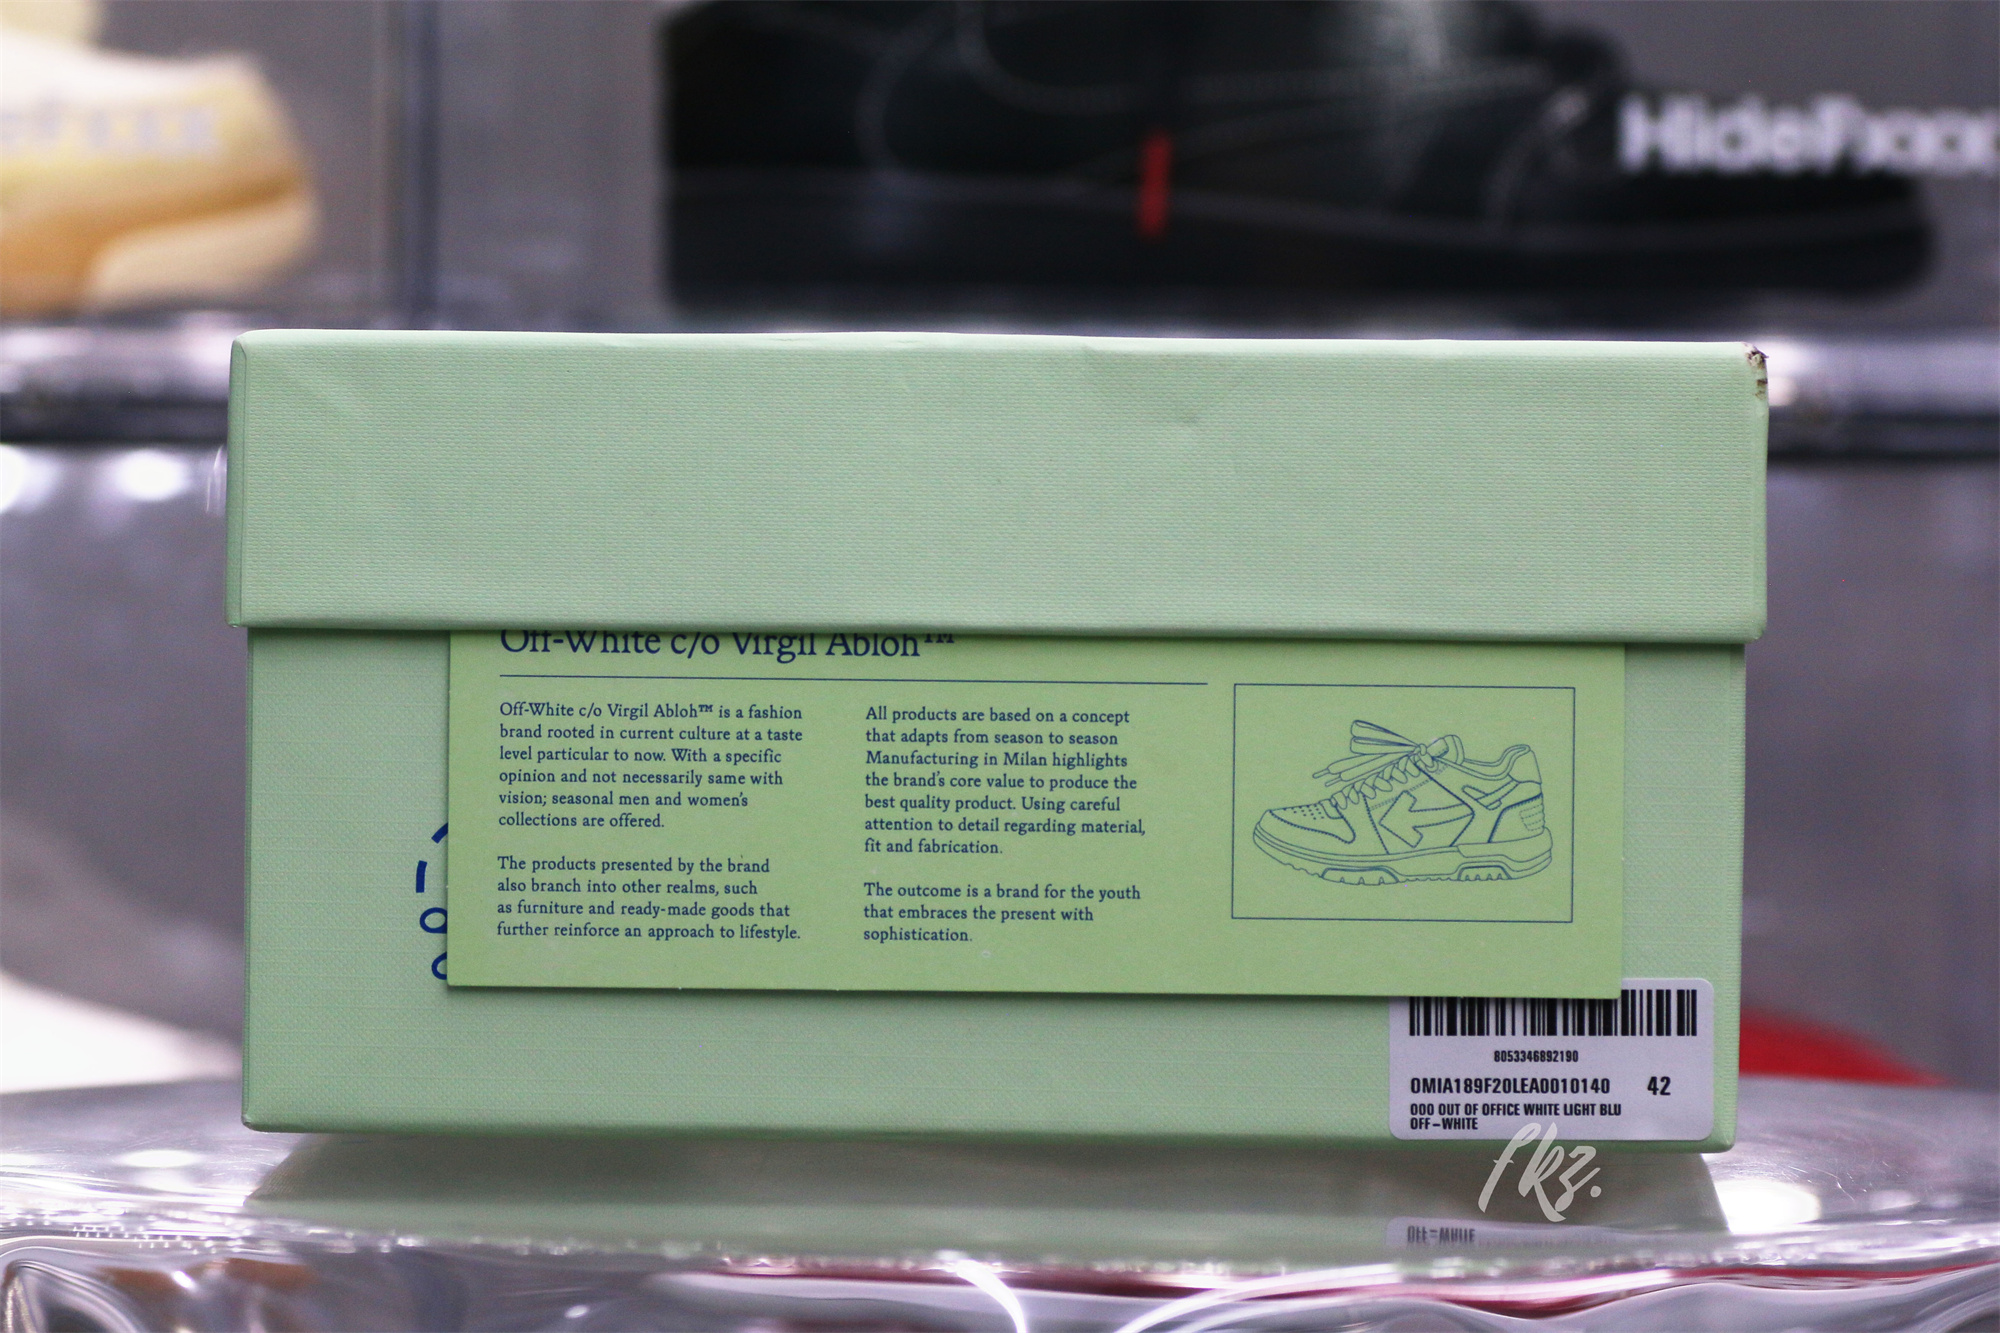 Off-White c/o Virgil Abloh™
Off-White c/o Virgil Abloh™ is a fashion
brand rooted in current culture at a taste
level particular to now. With a specific
opinion and not necessarily same with
vision; seasonal men and women's
collections are offered.
The products presented by the brand
also branch into other realms, such
as furniture and ready-made goods that
further reinforce an approach to lifestyle.
All products are based on a concept
that adapts from season to season
Manufacturing in Milan highlights
the brand's core value to produce the
best quality product. Using careful
attention to detail regarding material,
fit and fabrication.
The outcome is a brand for the youth
that embraces the present with
sophistication.
8053346892190
OMIA189F20LEA0010140 42
OOO OUT OF OFFICE WHITE LIGHT BLU
OFF-WHITE
fkz.